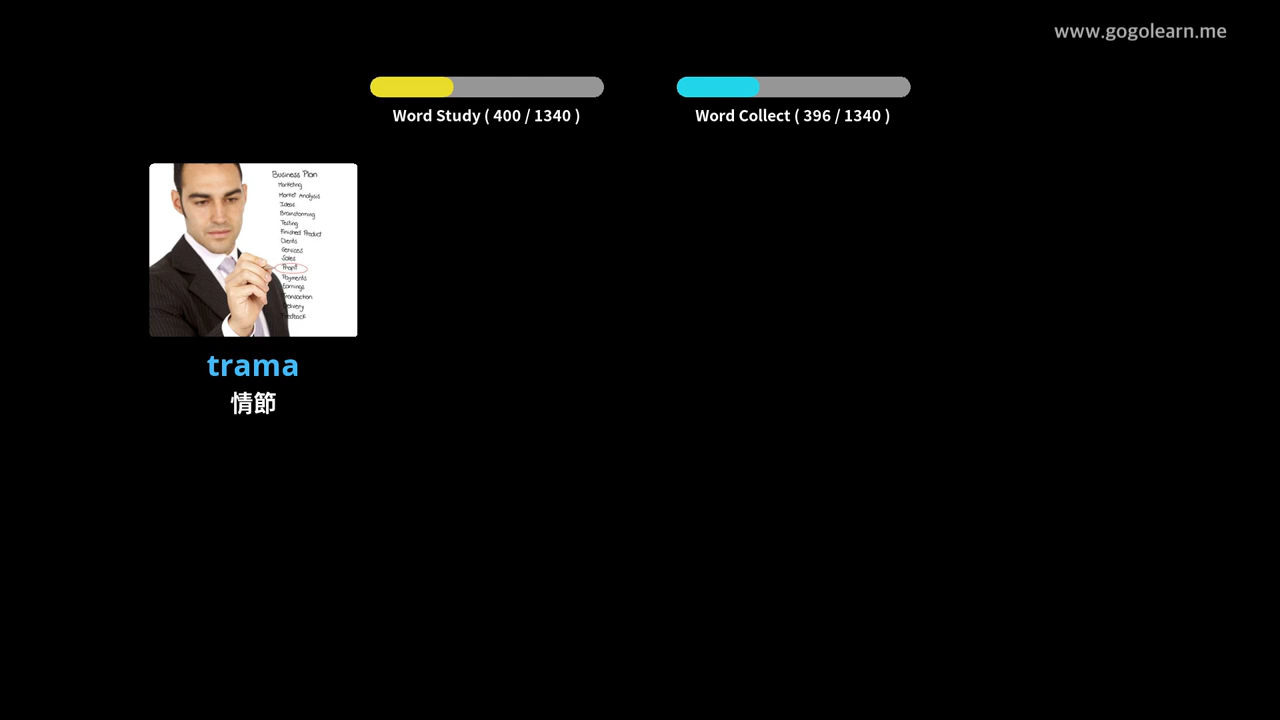 www.gogolearn.me
Word Study ( 400 / 1340 )
Word Collect ( 396 / 1340 )
Business Plan
Marketing
Market Analysis
Ideas
Brainstorming
Testing
Finished Product
Clients
Services
Sales
Profit
Payments
Earnings
Transaction
Delivery
Feedback
trama
情節